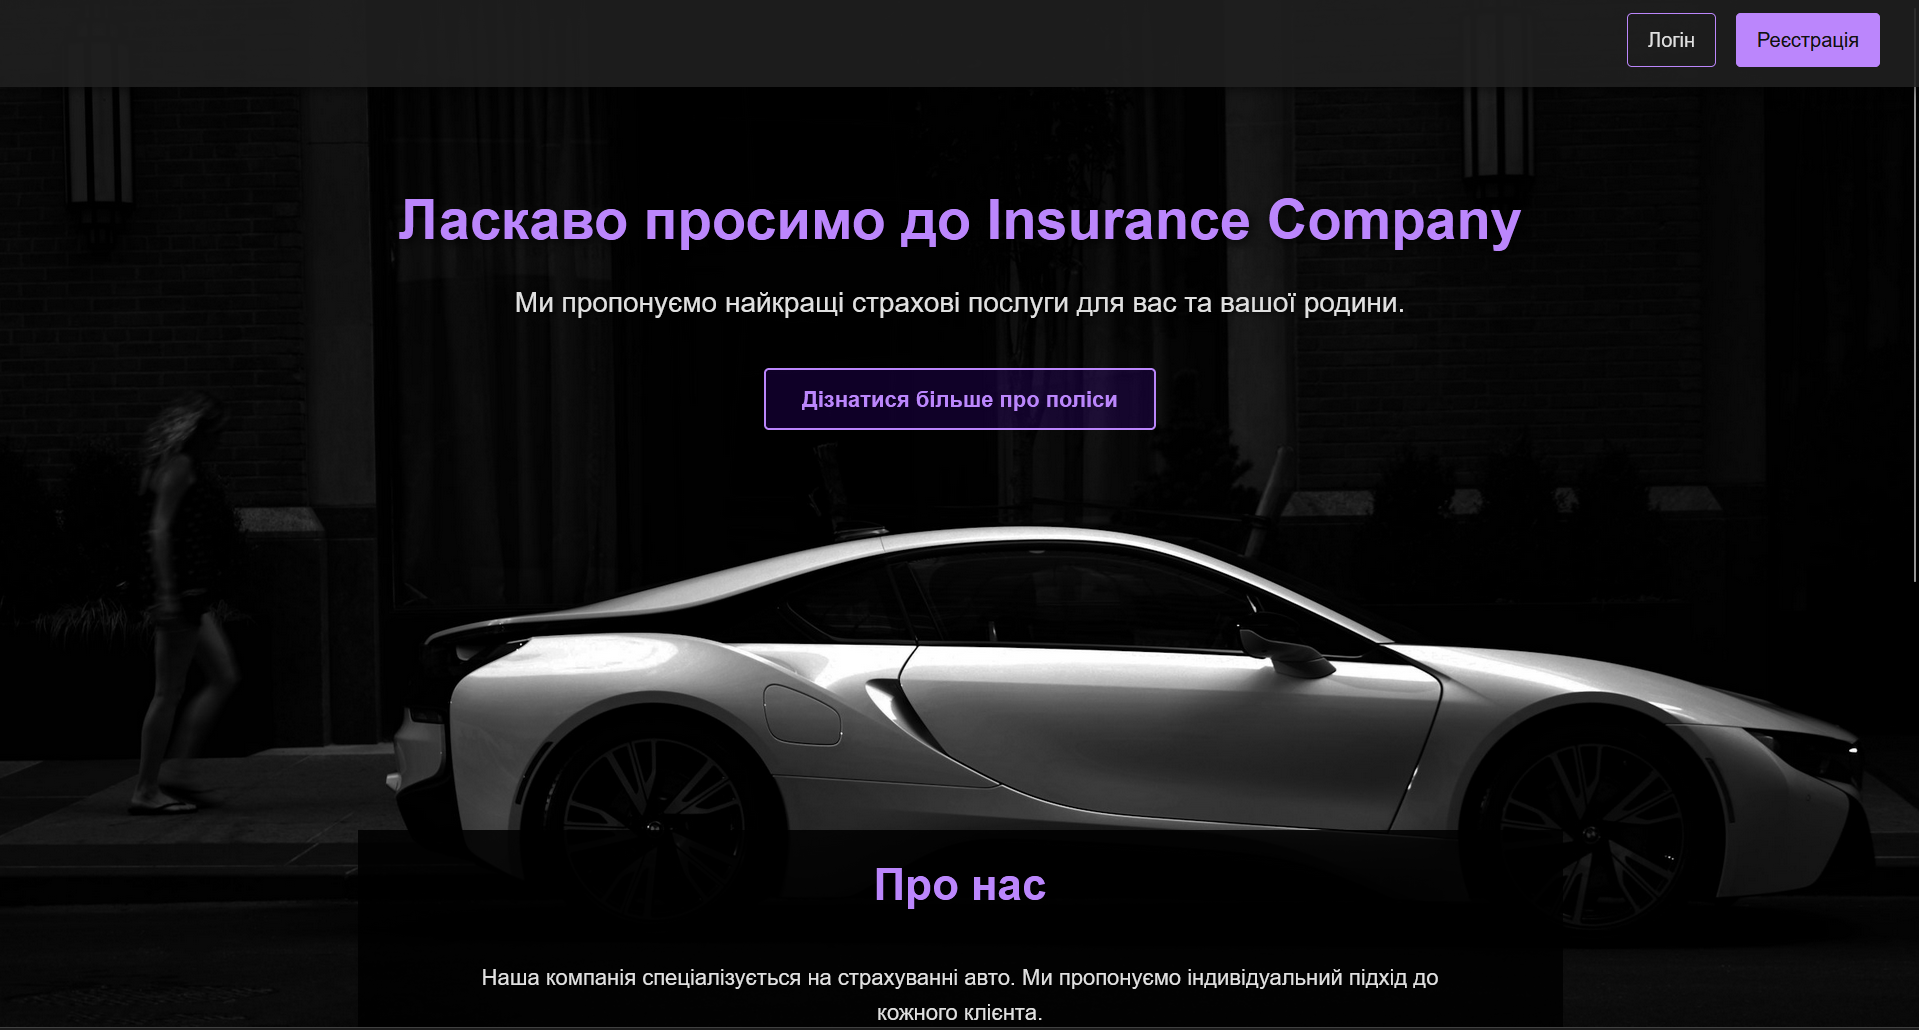 Логін
Реєстрація
Ласкаво просимо до Insurance Company
Ми пропонуємо найкращі страхові послуги для вас та вашої родини.
Дізнатися більше про поліси
Про нас
Наша компанія спеціалізується на страхуванні авто. Ми пропонуємо індивідуальний підхід до
кожного клієнта.